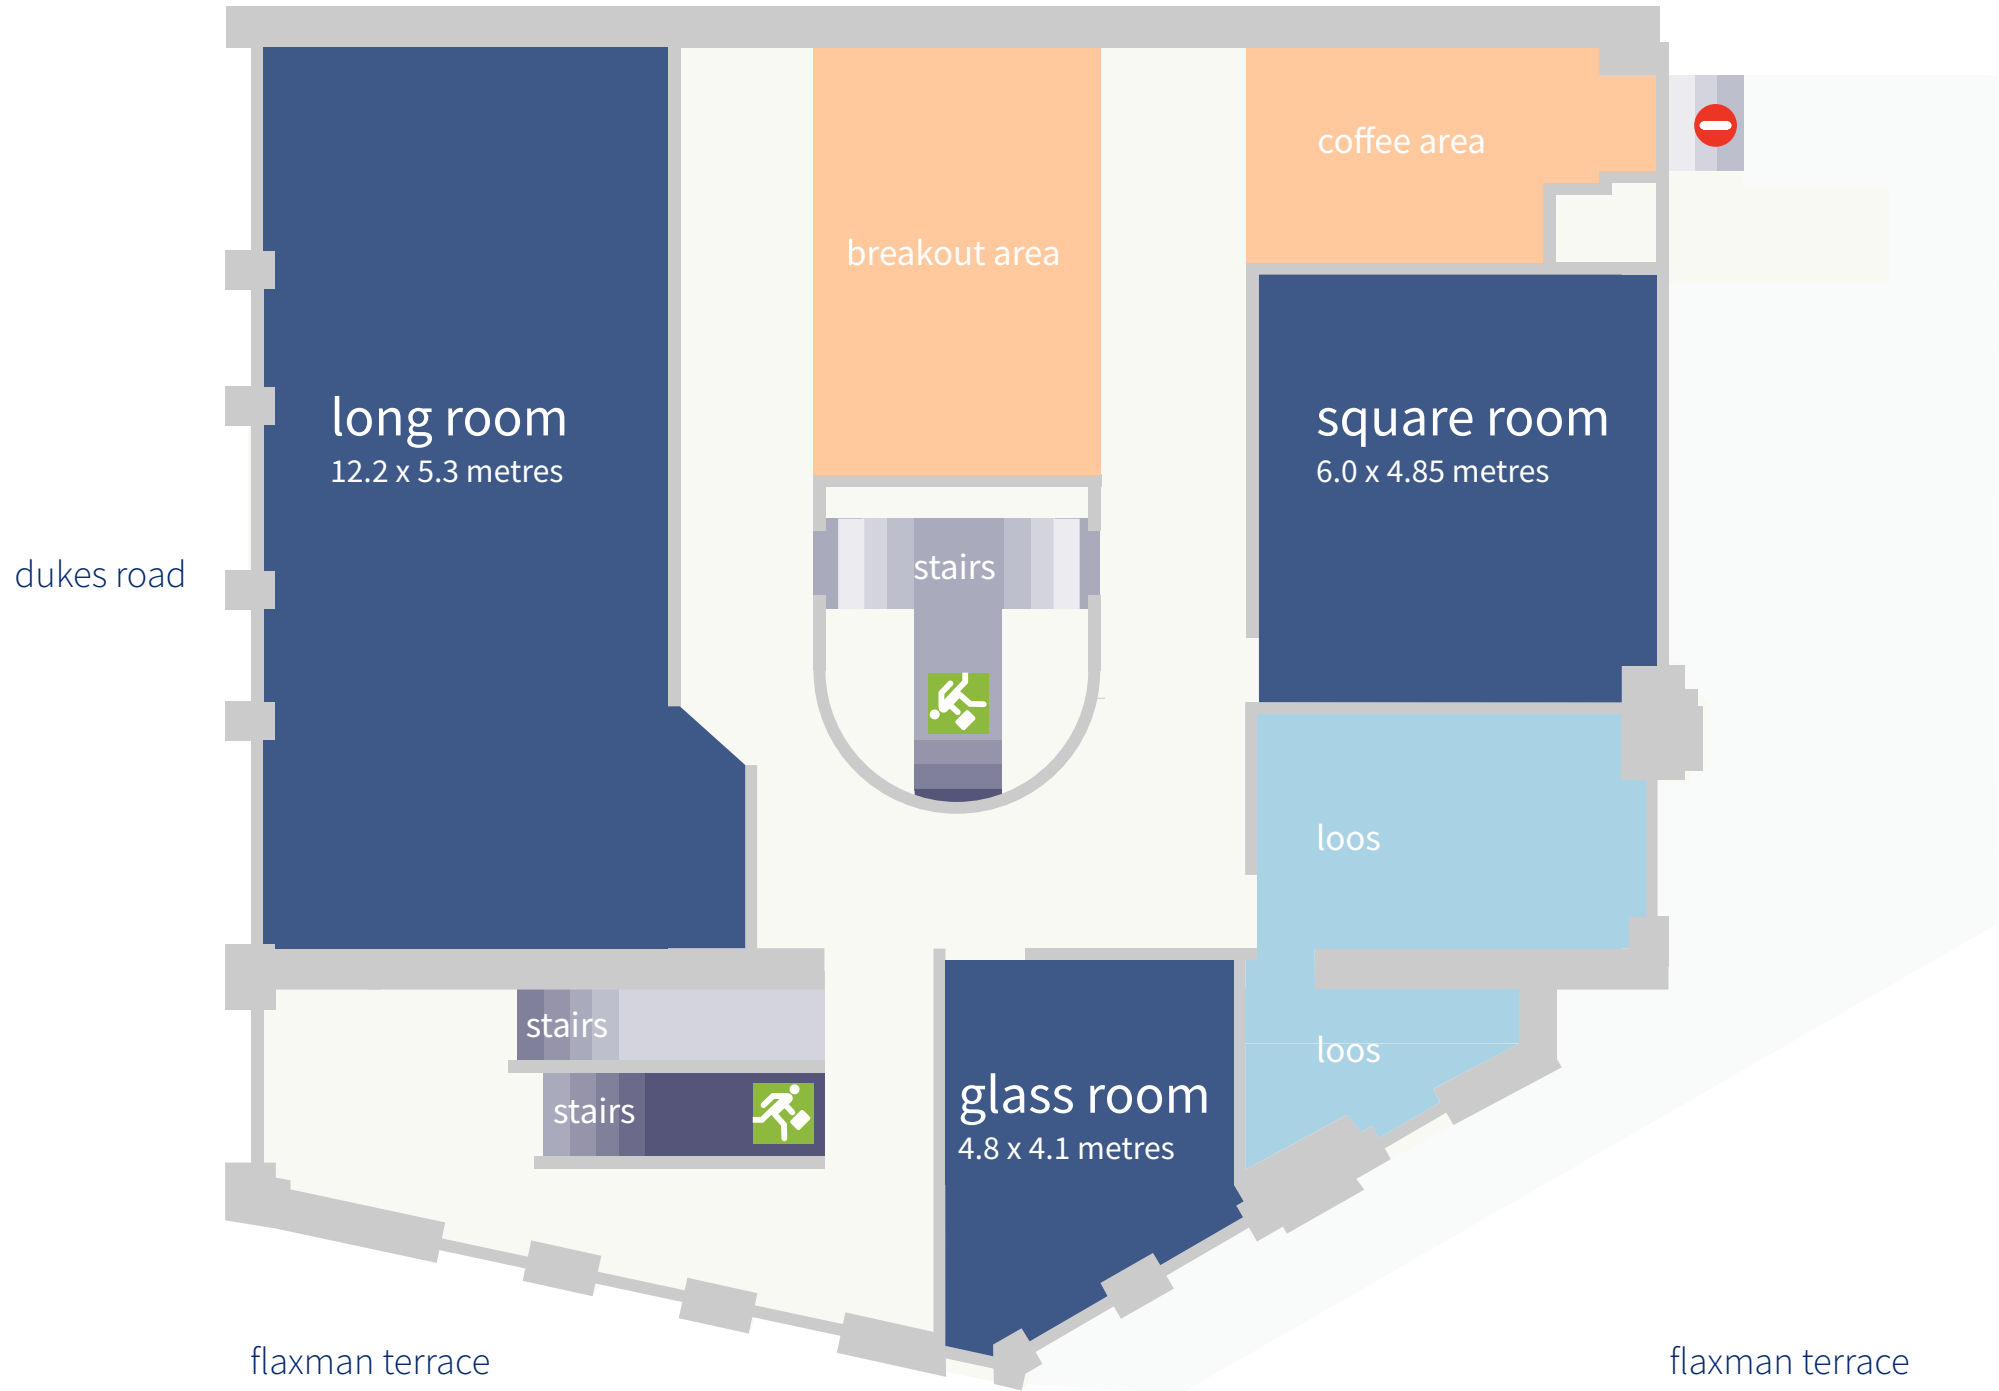 coffee area
breakout area
long room
12.2 x 5.3 metres
square room
6.0 x 4.85 metres
dukes road
stairs
loos
stairs
loos
stairs
glass room
4.8 x 4.1 metres
flaxman terrace
flaxman terrace